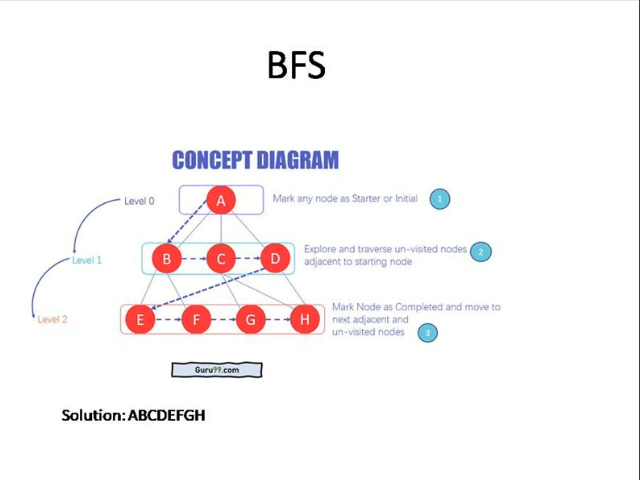 BFS
CONCEPT DIAGRAM
Level 0
A
Mark any node as Starter or Initial
1
Level 1
B
C
D
Explore and traverse un-visited nodes
adjacent to starting node
2
Level 2
E
F
G
H
Mark Node as Completed and move to
next adjacent and
un-visited nodes
3
Guru99.com
Solution: ABCDEFGH